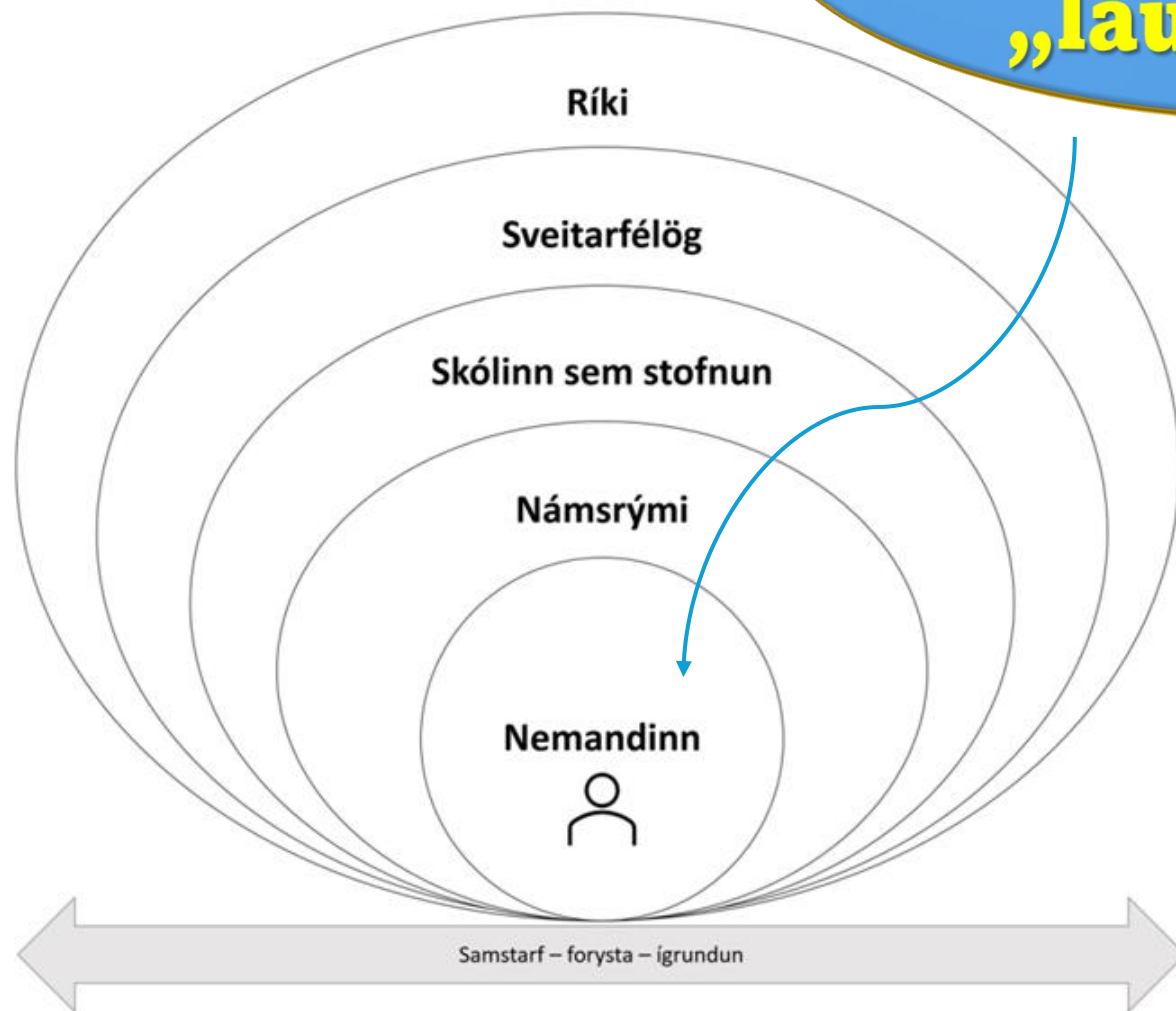 Ríki
Sveitarfélög
Skólinn sem stofnun
Námsrými
Nemandinn
Samstarf – forysta – ígrundun